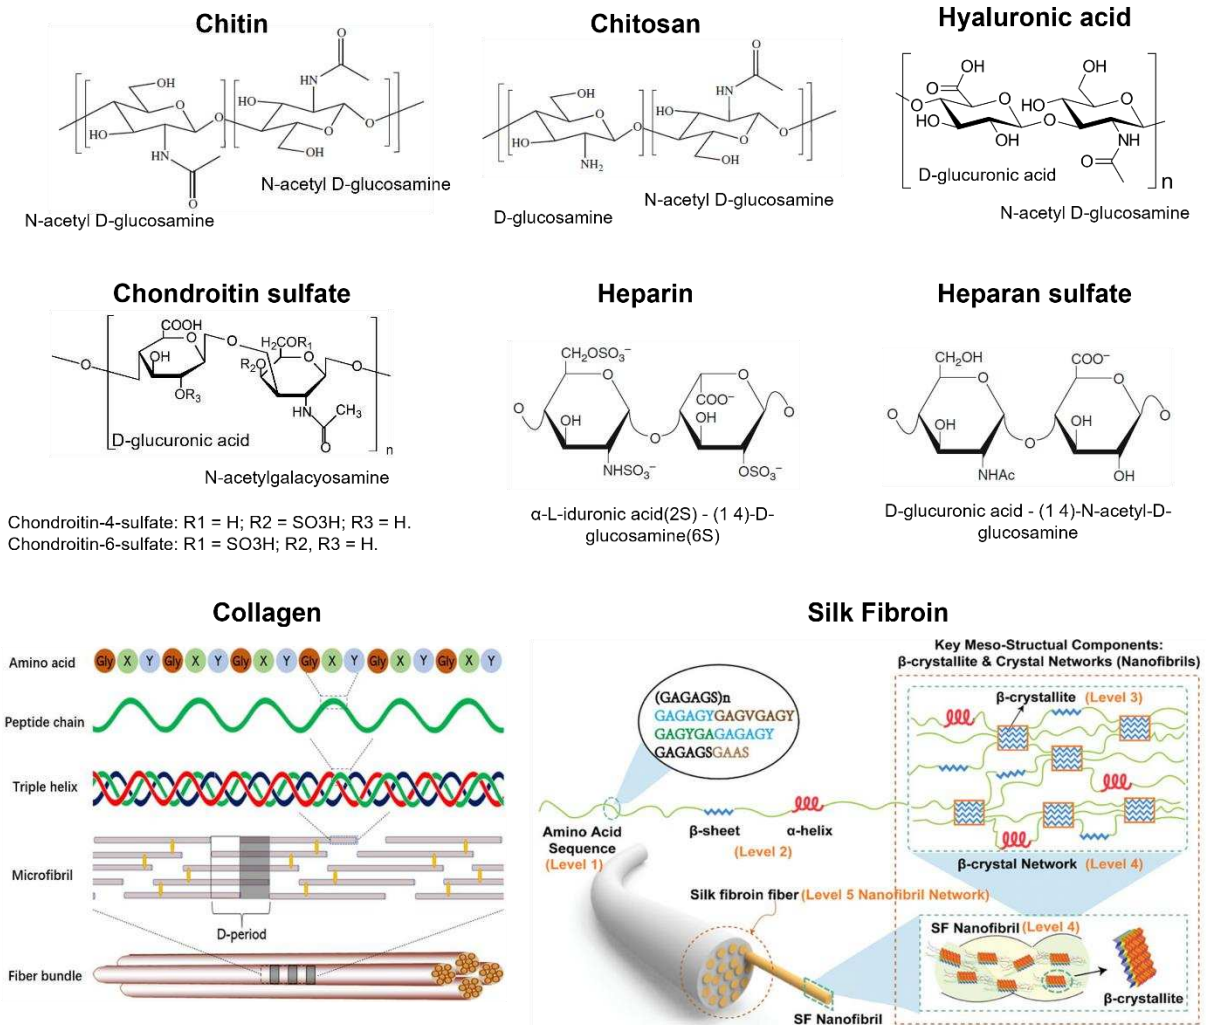 Chitin
OH
O
HO
NH
O
O
HO
HN
O
O
OH
O
N-acetyl D-glucosamine
N-acetyl D-glucosamine
Chitosan
OH
O
HO
NH₂
O
HO
HN
O
O
OH
O
D-glucosamine
N-acetyl D-glucosamine
Hyaluronic acid
OH
O
O
HO
O
OH
O
HO
HO
O
O
NH
O
n
D-glucuronic acid
N-acetyl D-glucosamine
Chondroitin sulfate
O
COOH
O
OH
OR₃
O
H₂COR₁
R₂O
O
HN
O
CH₃
O
O
n
D-glucuronic acid
N-acetylgalacyosamine
Chondroitin-4-sulfate: R1 = H; R2 = SO3H; R3 = H.
Chondroitin-6-sulfate: R1 = SO3H; R2, R3 = H.
Heparin
CH₂OSO₃⁻
O
O
OH
NHSO₃⁻
O
O
COO⁻
OH
OSO₃⁻
O
α-L-iduronic acid(2S) - (1 4)-D-
glucosamine(6S)
Heparan sulfate
CH₂OH
O
O
OH
NHAc
O
COO⁻
O
OH
OH
O
D-glucuronic acid - (1 4)-N-acetyl-D-
glucosamine
Collagen
Amino acid
Gly X Y Gly X Y Gly X Y Gly X Y Gly X Y Gly X Y
Peptide chain
Triple helix
Microfibril
D-period
Fiber bundle
Silk Fibroin
(GAGAGS)n
GAGAGYGAGVGAGY
GAGYGAGAGAGY
GAGAGSGAAS
Amino Acid
Sequence
(Level 1)
β-sheet
α-helix
(Level 2)
Silk fibroin fiber (Level 5 Nanofibril Network)
SF Nanofibril
Key Meso-Structual Components:
β-crystallite & Crystal Networks (Nanofibrils)
β-crystallite (Level 3)
β-crystal Network (Level 4)
SF Nanofibril (Level 4)
β-crystallite